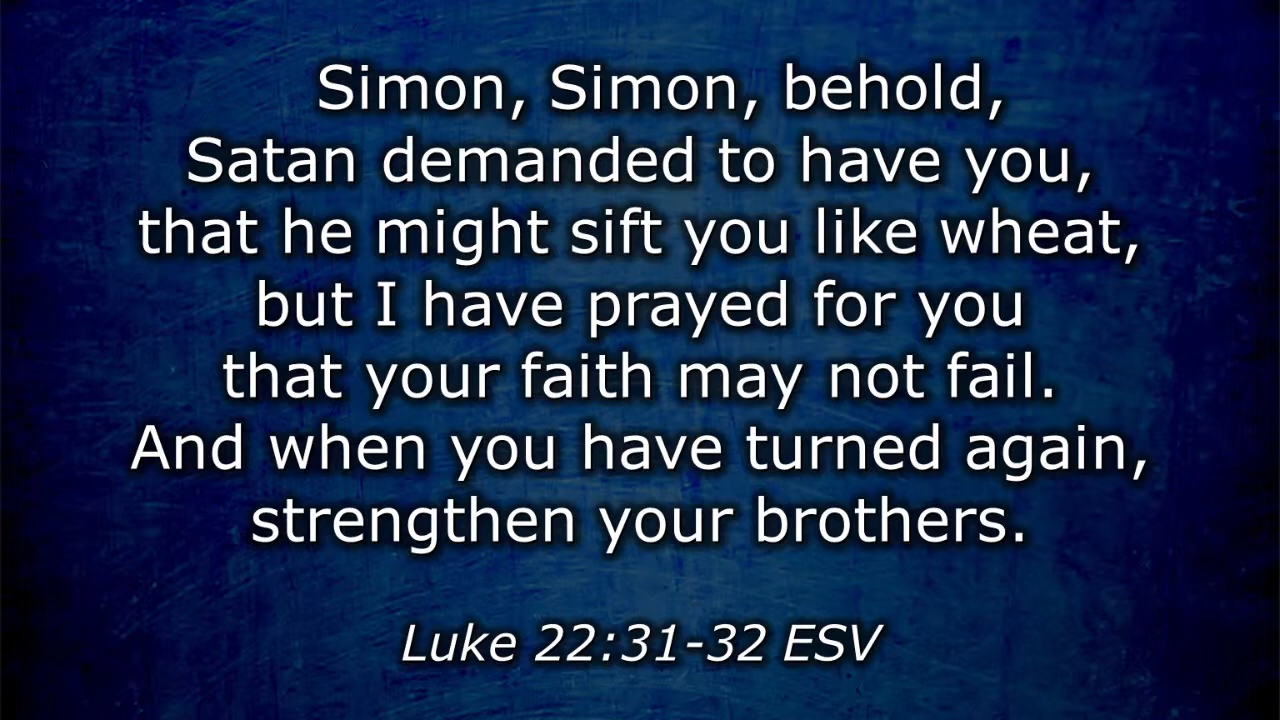 Simon, Simon, behold,
Satan demanded to have you,
that he might sift you like wheat,
but I have prayed for you
that your faith may not fail.
And when you have turned again,
strengthen your brothers.
Luke 22:31-32 ESV